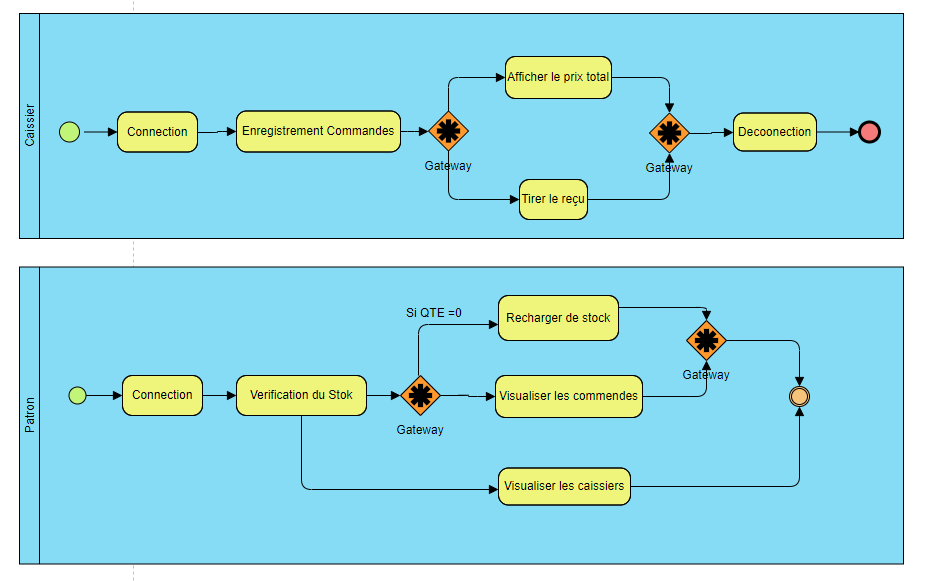 Caissier
Connection
Enregistrement Commandes
Gateway
Afficher le prix total
Tirer le reçu
Gateway
Decoonection
Patron
Connection
Verification du Stok
Gateway
Si QTE =0
Recharger de stock
Visualiser les commendes
Visualiser les caissiers
Gateway